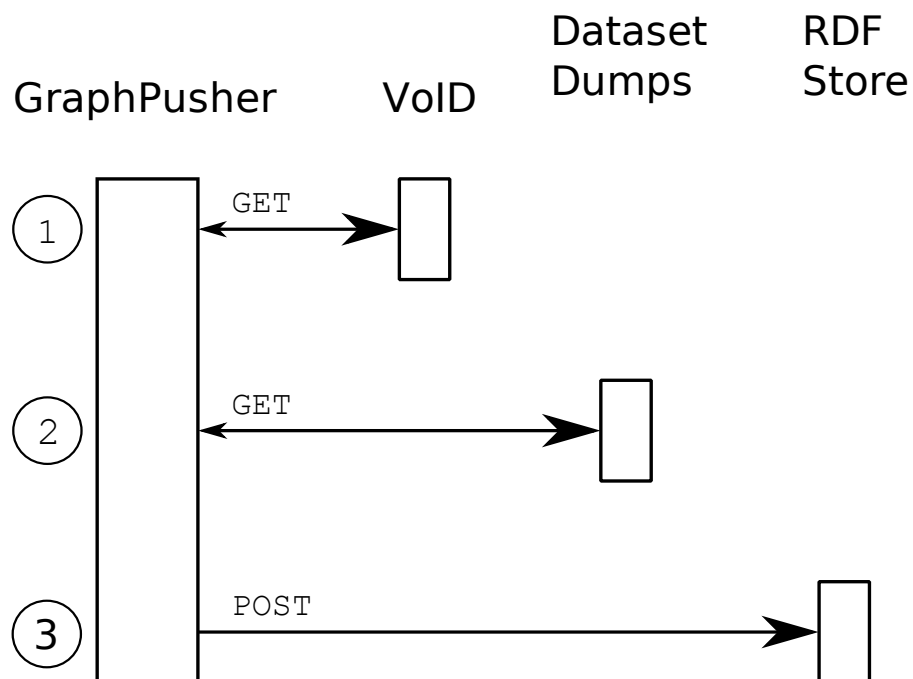 Dataset
Dumps
RDF
Store
GraphPusher
VoID
1
GET
2
GET
3
POST